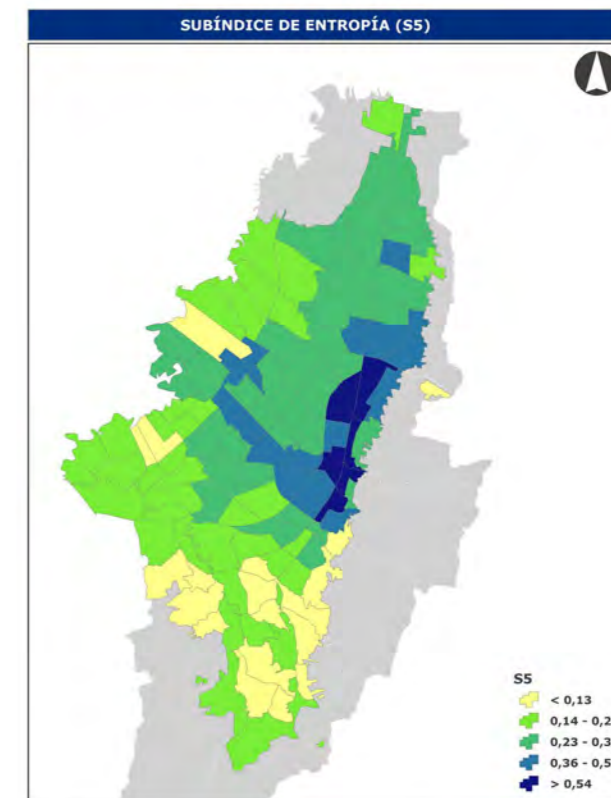 SUBÍNDICE DE ENTROPÍA (S5)
S5
< 0,13
0,14 - 0,2
0,23 - 0,3
0,36 - 0,5
> 0,54